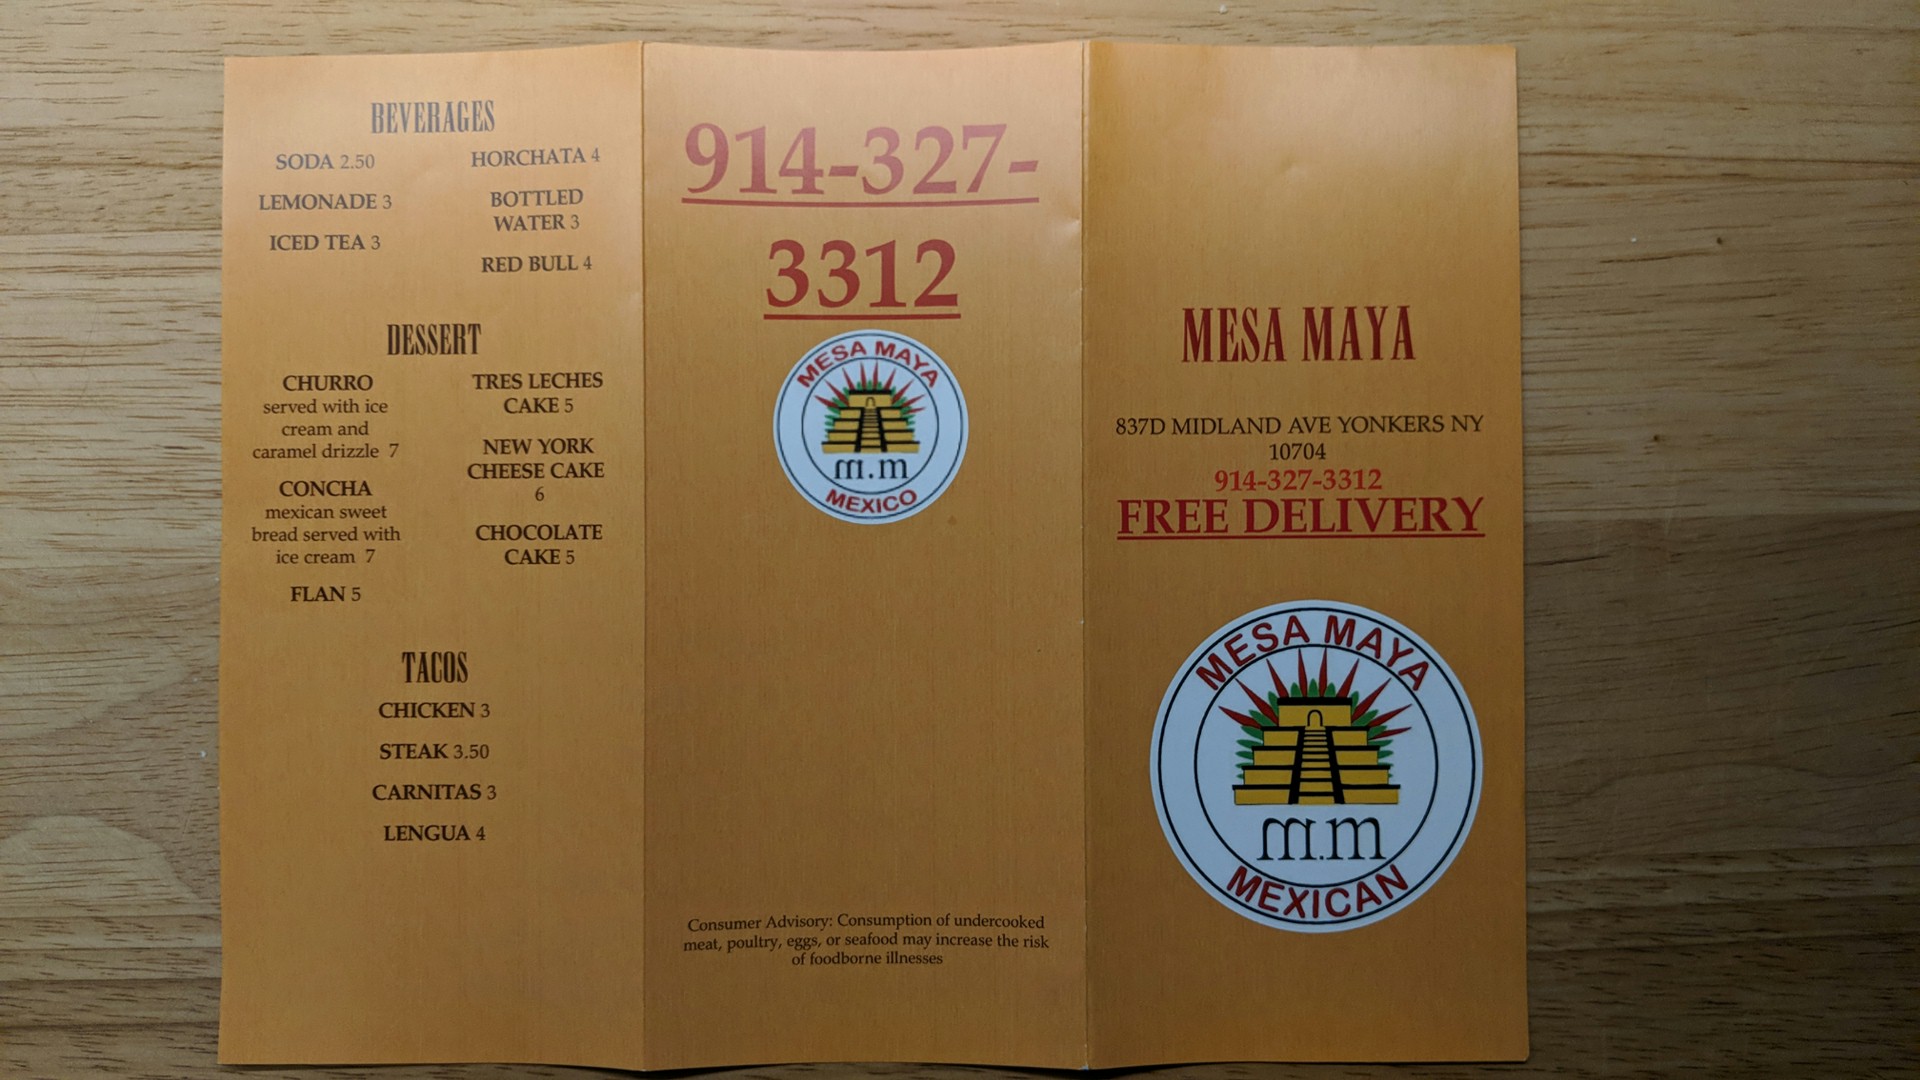 BEVERAGES
SODA 2.50
LEMONADE 3
ICED TEA 3
HORCHATA 4
BOTTLED
WATER 3
RED BULL 4
DESSERT
CHURRO
served with ice
cream and
caramel drizzle 7
CONCHA
mexican sweet
bread served with
ice cream 7
FLAN 5
TRES LECHES
CAKE 5
NEW YORK
CHEESE CAKE
6
CHOCOLATE
CAKE 5
TACOS
CHICKEN 3
STEAK 3.50
CARNITAS 3
LENGUA 4
914-327-
3312
MESA MAYA
m.m
MEXICO
Consumer Advisory: Consumption of undercooked
meat, poultry, eggs, or seafood may increase the risk
of foodborne illnesses
MESA MAYA
837D MIDLAND AVE YONKERS NY
10704
914-327-3312
FREE DELIVERY
MESA MAYA
m.m
MEXICAN